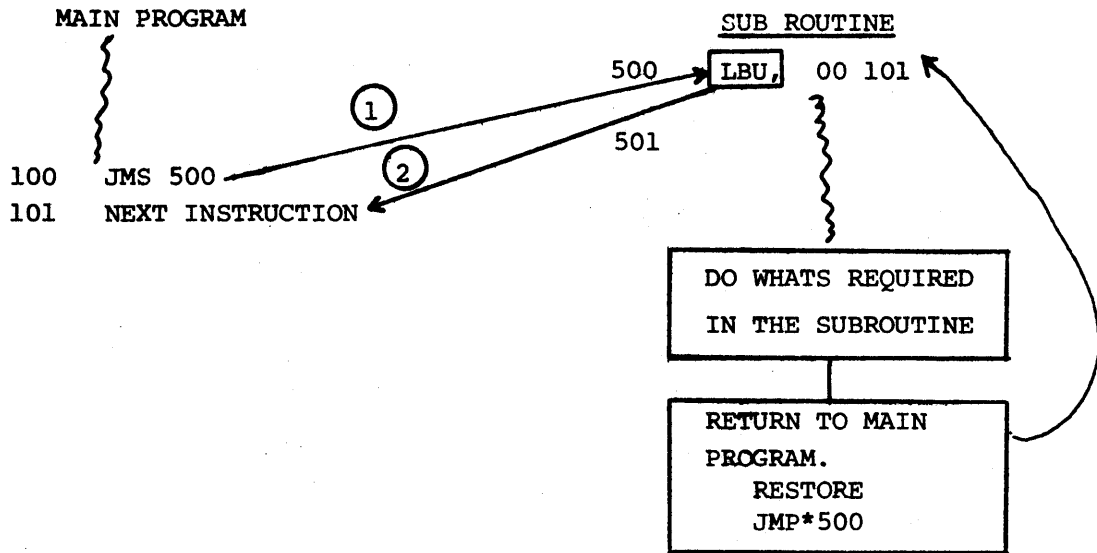 MAIN PROGRAM
SUB ROUTINE
500 LBU, 00 101
1
501
2
100 JMS 500
101 NEXT INSTRUCTION
DO WHATS REQUIRED
IN THE SUBROUTINE
RETURN TO MAIN
PROGRAM.
RESTORE
JMP*500